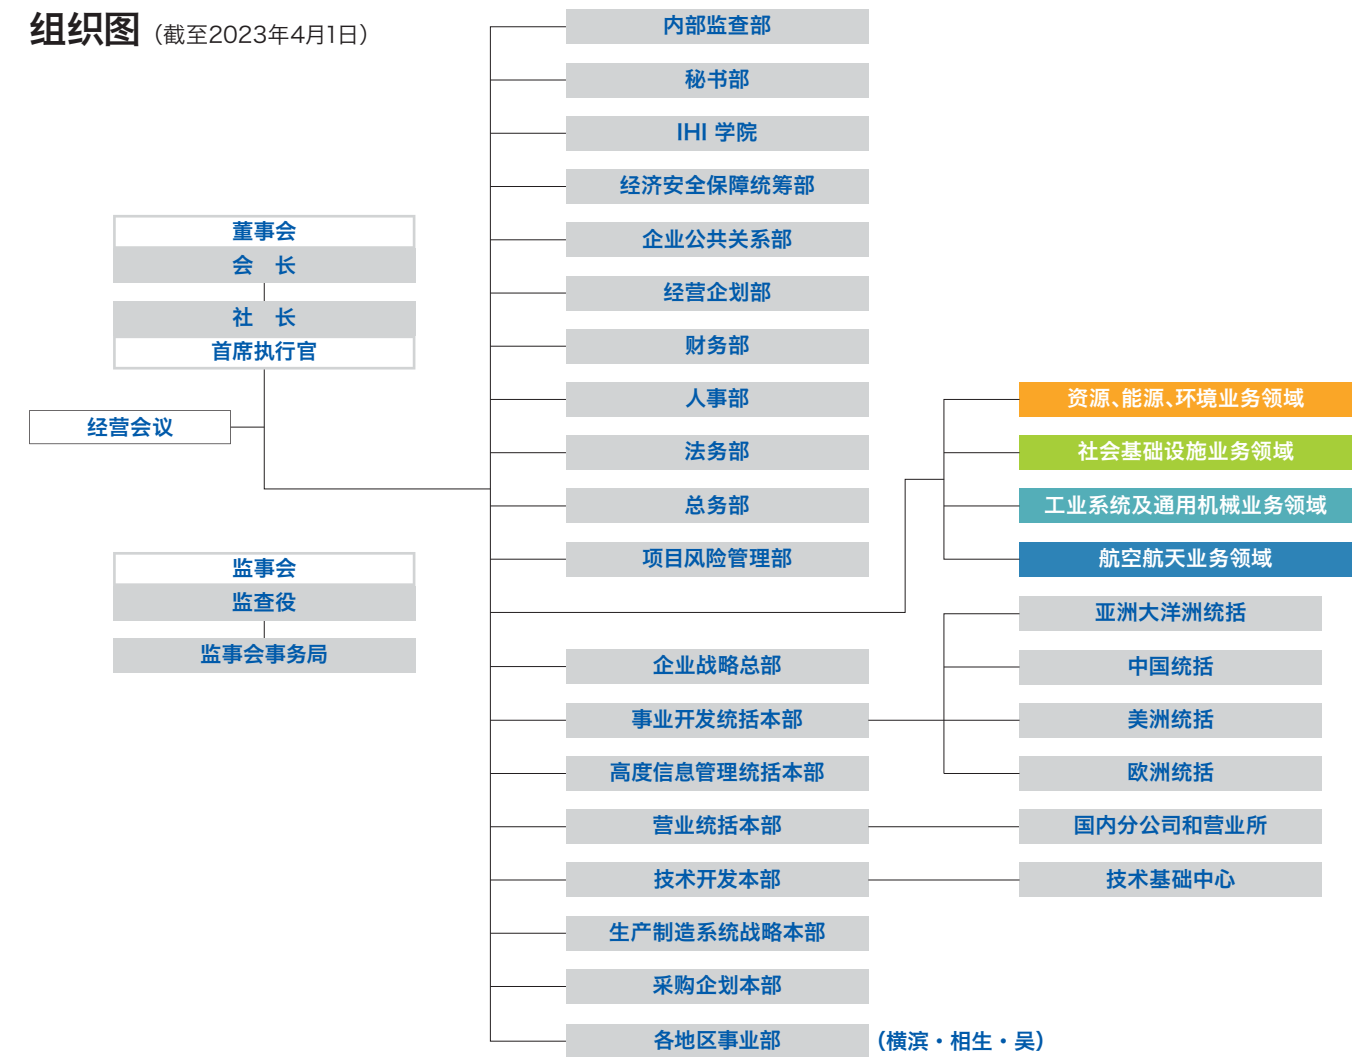 组织图（截至2023年4月1日）
董事会
会 长
社 长
首席执行官
经营会议
监事会
监查役
监事会事务局
内部监查部
秘书部
IHI 学院
经济安全保障统筹部
企业公共关系部
经营企划部
财务部
人事部
法务部
总务部
项目风险管理部
企业战略总部
事业开发统括本部
高度信息管理统括本部
营业统括本部
技术开发本部
生产制造系统战略本部
采购企划本部
各地区事业部（横滨・相生・吴）
资源、能源、环境业务领域
社会基础设施业务领域
工业系统及通用机械业务领域
航空航天业务领域
亚洲大洋洲统括
中国统括
美洲统括
欧洲统括
国内分公司和营业所
技术基础中心